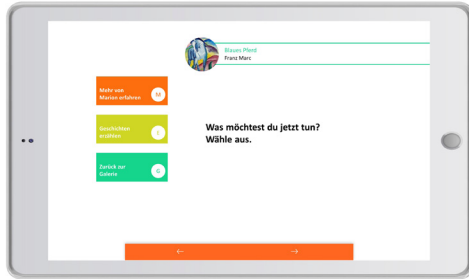 Blaues Pferd
Franz Marc
Mehr von
Marion erfahren
M
Geschichten
erzählen
Zurück zur
Galerie
G
Was möchtest du jetzt tun?
Wähle aus.
← →